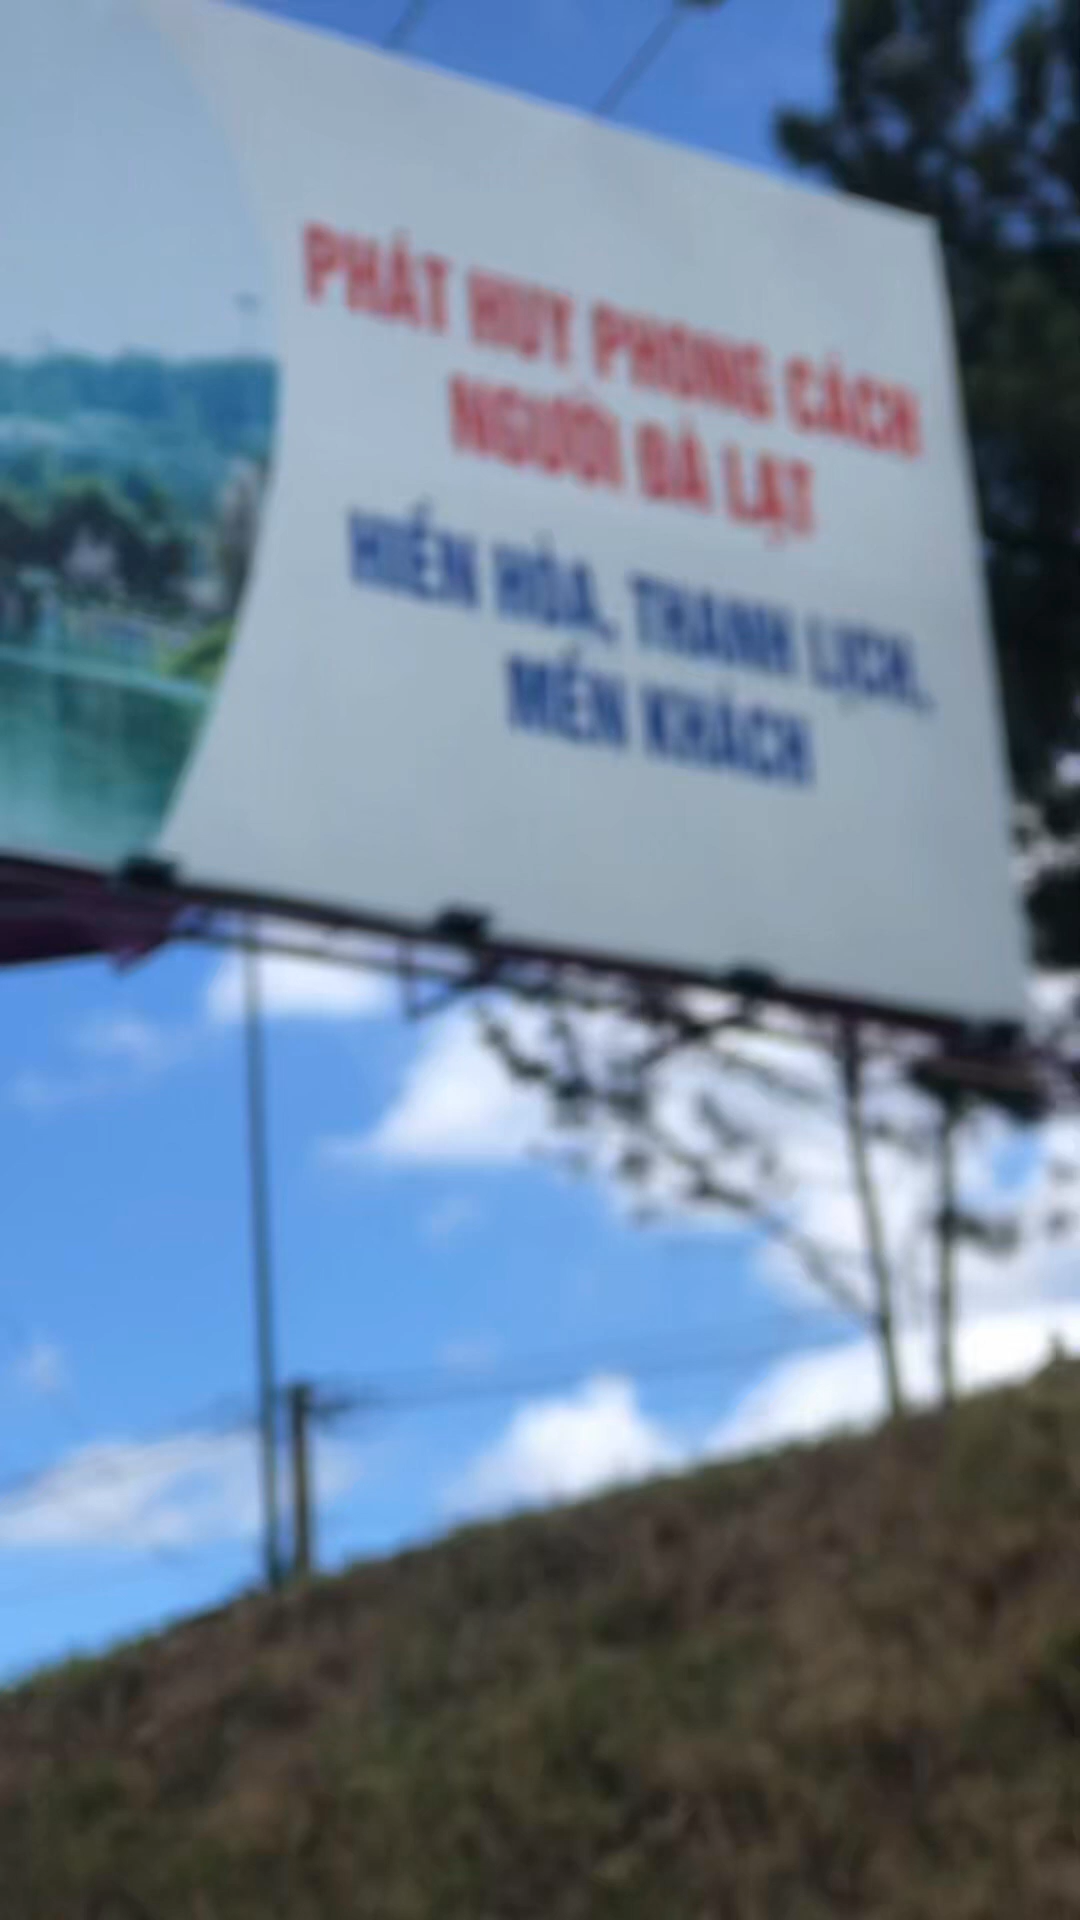 PHÁT HUY PHONG CÁCH
NGƯỜI ĐÀ LẠT
HIỀN HÒA, THANH LỊCH,
MẾN KHÁCH